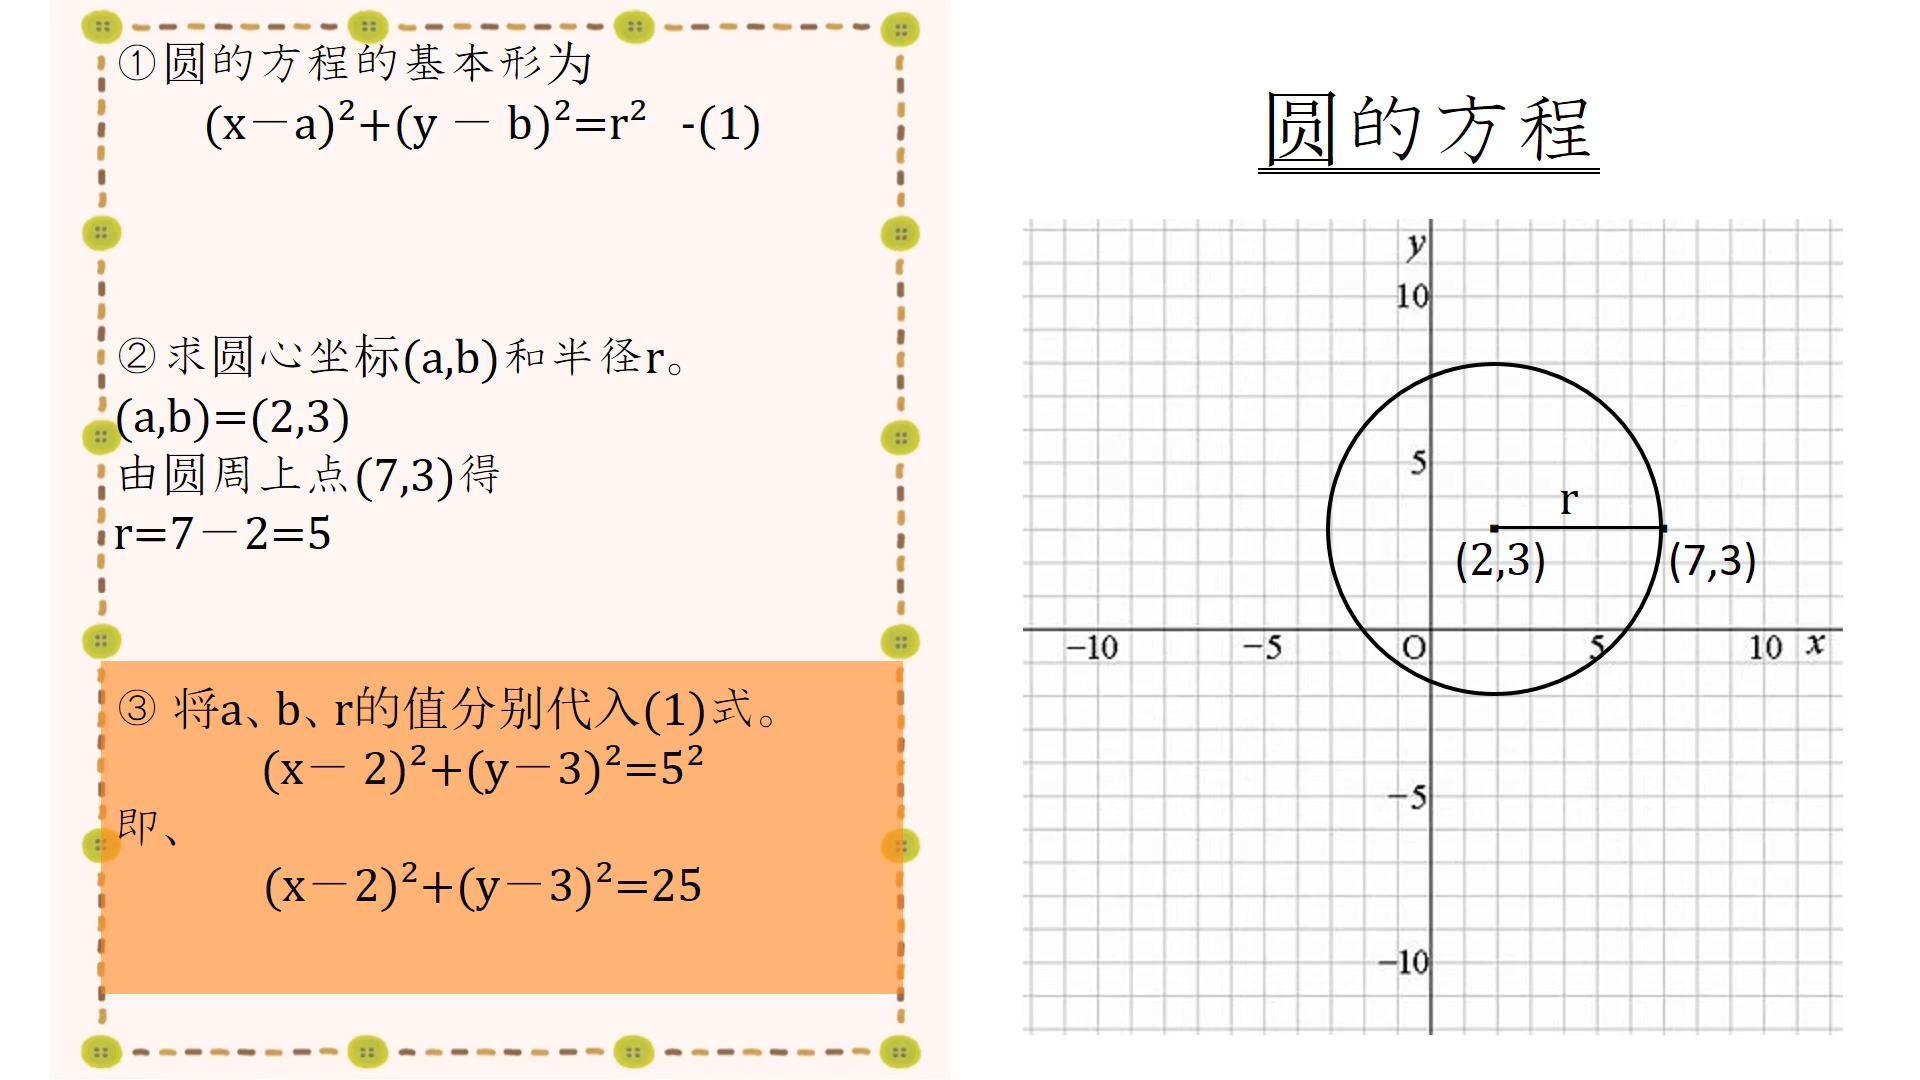 ①圆的方程的基本形为
(x－a)²+(y － b)²=r² -(1)
②求圆心坐标(a,b)和半径r。
(a,b)=(2,3)
由圆周上点(7,3)得
r=7－2=5
③ 将a、b、r的值分别代入(1)式。
(x－ 2)²+(y－3)²=5²
即、
(x－2)²+(y－3)²=25
圆的方程
y
10
5
r
(2,3)
(7,3)
−10
−5
O
5
10
x
−5
−10